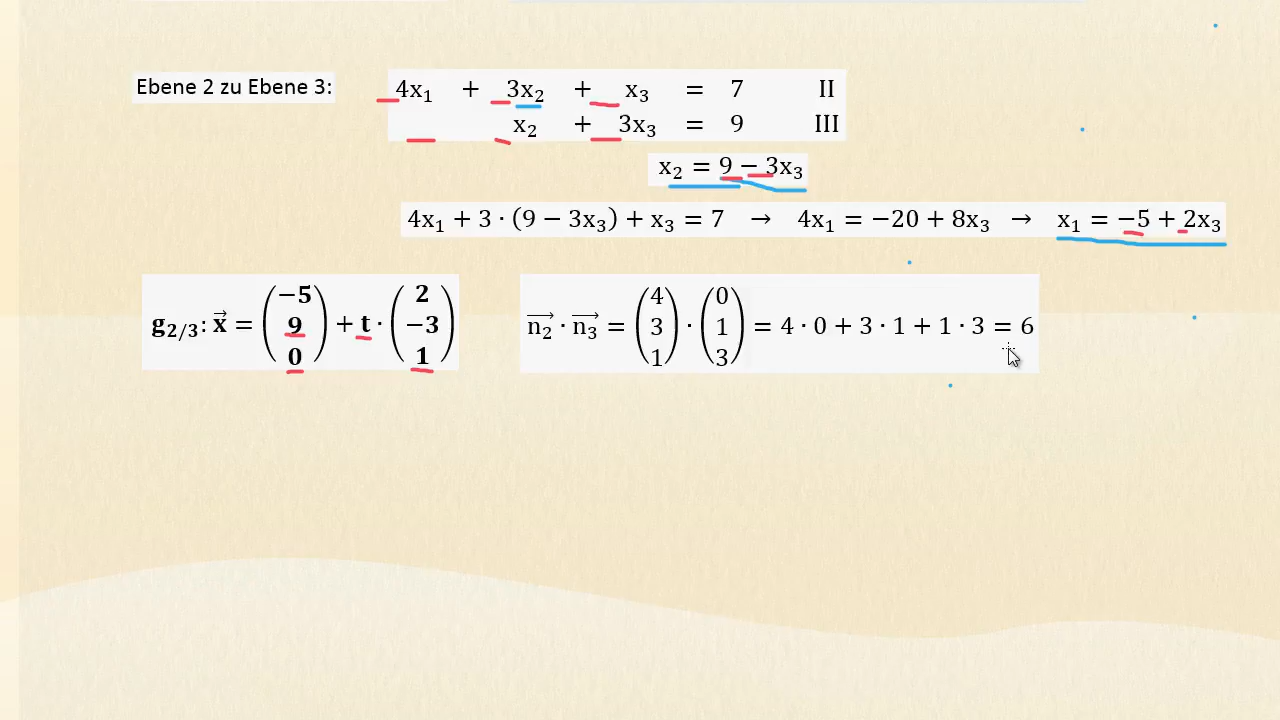 Ebene 2 zu Ebene 3: 4x₁ + 3x₂ + x₃ = 7 II
x₂ + 3x₃ = 9 III
x₂ = 9 − 3x₃
4x₁ + 3 · (9 − 3x₃) + x₃ = 7 → 4x₁ = −20 + 8x₃ → x₁ = −5 + 2x₃
g₂/₃: x⃗ = (−5 9 0) + t · (2 −3 1)
n₂⃗ · n₃⃗ = (4 3 1) · (0 1 3) = 4 · 0 + 3 · 1 + 1 · 3 = 6